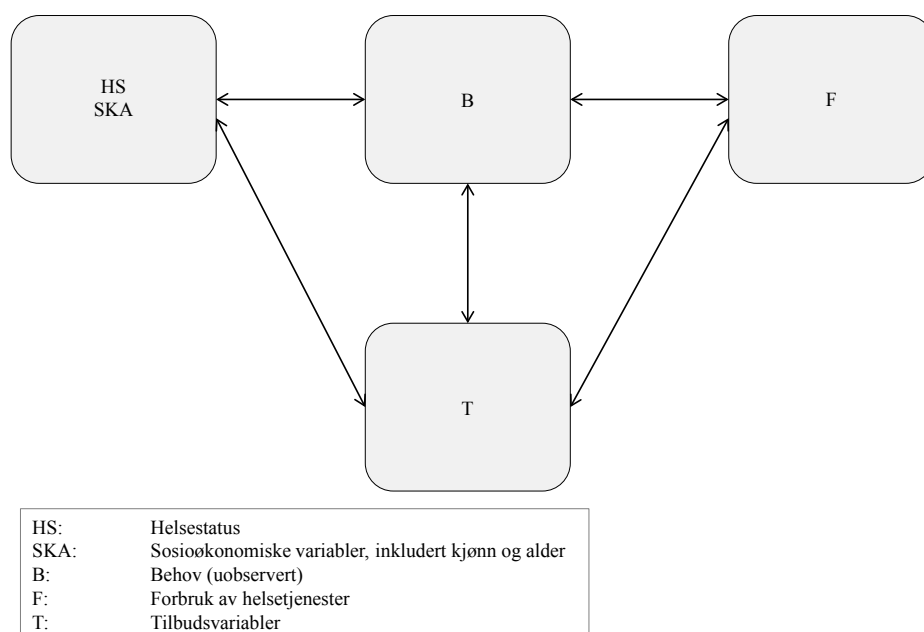 HS
SKA
B
F
T
HS: Helsestatus
SKA: Sosioøkonomiske variabler, inkludert kjønn og alder
B: Behov (uobservert)
F: Forbruk av helsetjenester
T: Tilbudsvariabler